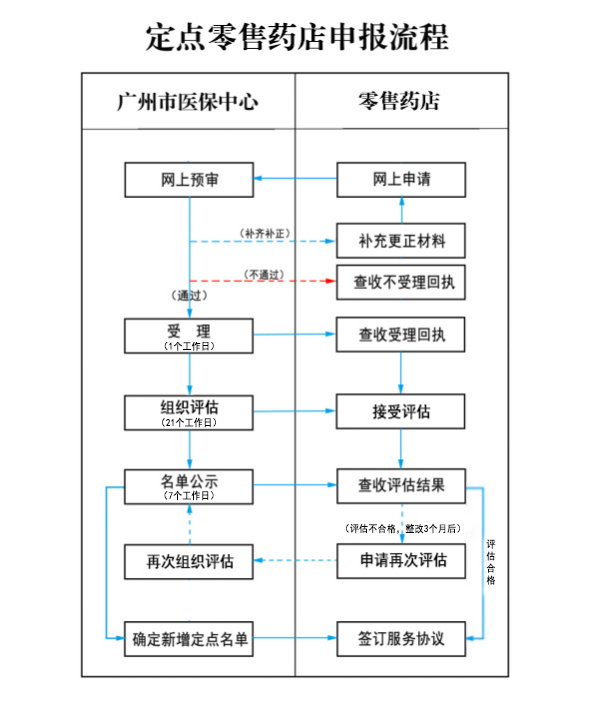 定点零售药店申报流程
广州市医保中心
零售药店
网上预审
网上申请
（补齐补正）
补充更正材料
（不通过）
查收不受理回执
（通过）
受 理
（1个工作日）
查收受理回执
组织评估
（21个工作日）
接受评估
名单公示
（7个工作日）
查收评估结果
（评估不合格，整改3个月后）
评估合格
再次组织评估
申请再次评估
确定新增定点名单
签订服务协议